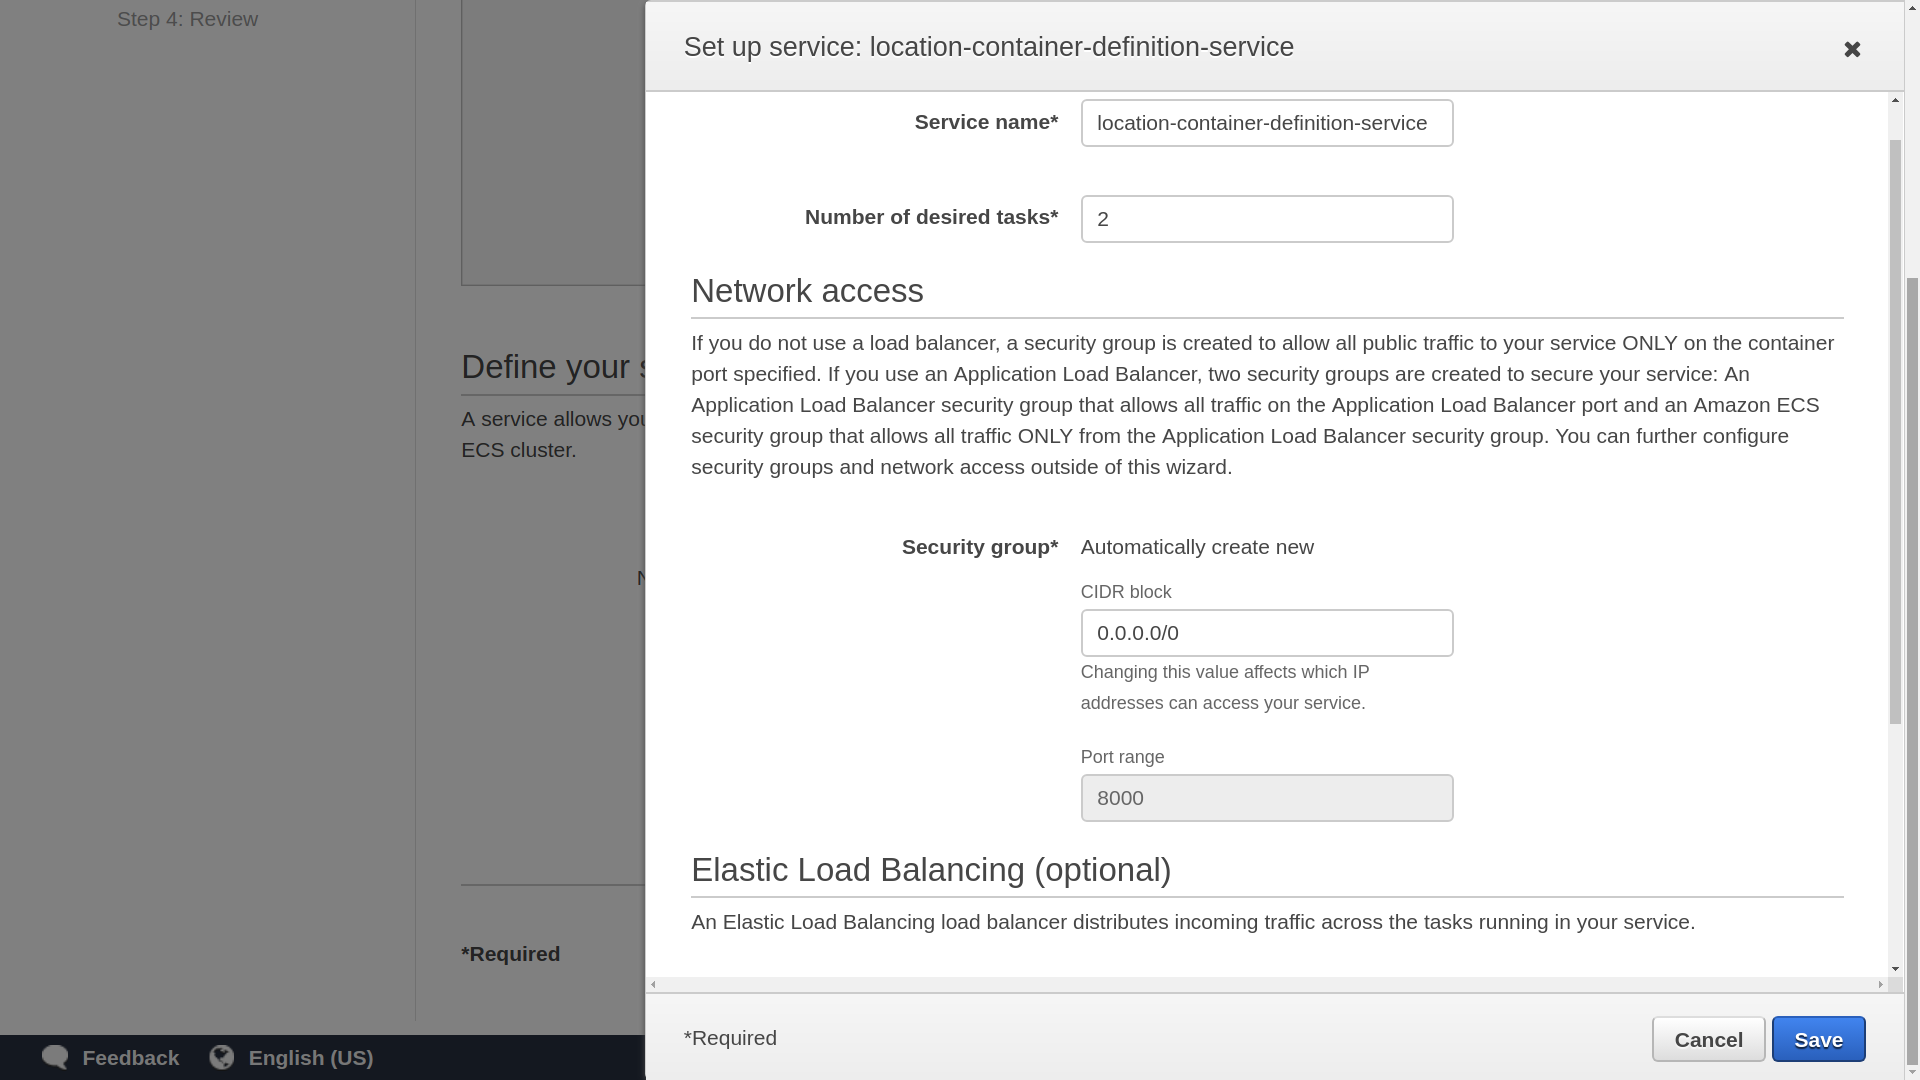 Step 4: Review
Set up service: location-container-definition-service
Service name*
location-container-definition-service
Number of desired tasks*
2
Network access
If you do not use a load balancer, a security group is created to allow all public traffic to your service ONLY on the container
port specified. If you use an Application Load Balancer, two security groups are created to secure your service: An
Application Load Balancer security group that allows all traffic on the Application Load Balancer port and an Amazon ECS
security group that allows all traffic ONLY from the Application Load Balancer security group. You can further configure
security groups and network access outside of this wizard.
Security group*
Automatically create new
CIDR block
0.0.0.0/0
Changing this value affects which IP
addresses can access your service.
Port range
8000
Elastic Load Balancing (optional)
An Elastic Load Balancing load balancer distributes incoming traffic across the tasks running in your service.
*Required
Cancel
Save
Define your
A service allows
ECS cluster.
*Required
Feedback
English (US)